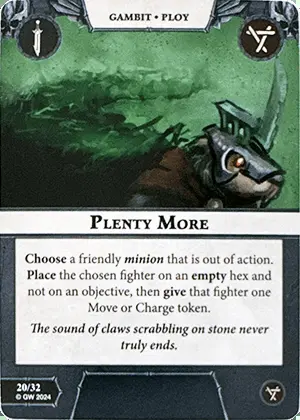 GAMBIT • PLOY
PLENTY MORE
Choose a friendly minion that is out of action.
Place the chosen fighter on an empty hex and
not on an objective, then give that fighter one
Move or Charge token.
The sound of claws scrabbling on stone never
truly ends.
20/32
© GW 2024